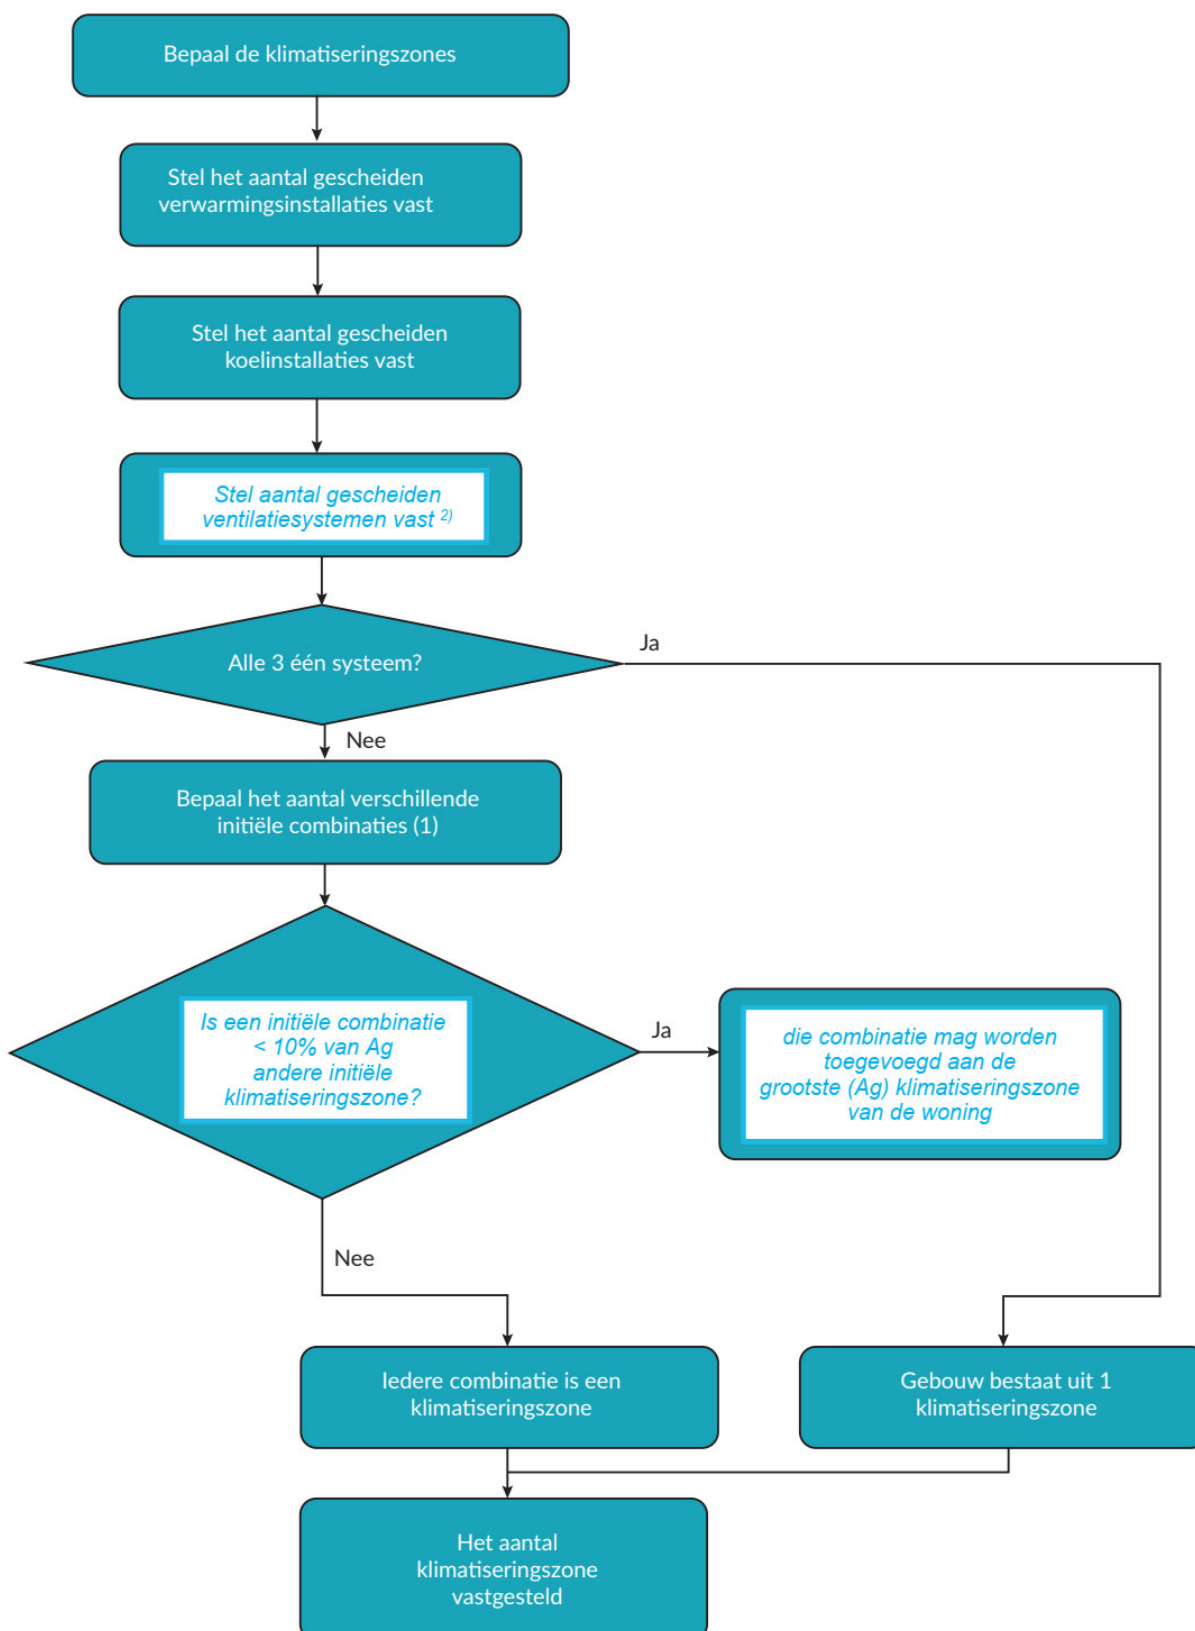 Bepaal de klimatiseringszones
Stel het aantal gescheiden
verwarmingsinstallaties vast
Stel het aantal gescheiden
koelinstallaties vast
Stel aantal gescheiden
ventilatiesystemen vast 2)
Alle 3 één systeem?
Ja
Nee
Bepaal het aantal verschillende
initiële combinaties (1)
Is een initiële combinatie
< 10% van Ag
andere initiële
klimatiseringszone?
Ja
die combinatie mag worden
toegevoegd aan de
grootste (Ag) klimatiseringszone
van de woning
Nee
Iedere combinatie is een
klimatiseringszone
Gebouw bestaat uit 1
klimatiseringszone
Het aantal
klimatiseringszone
vastgesteld